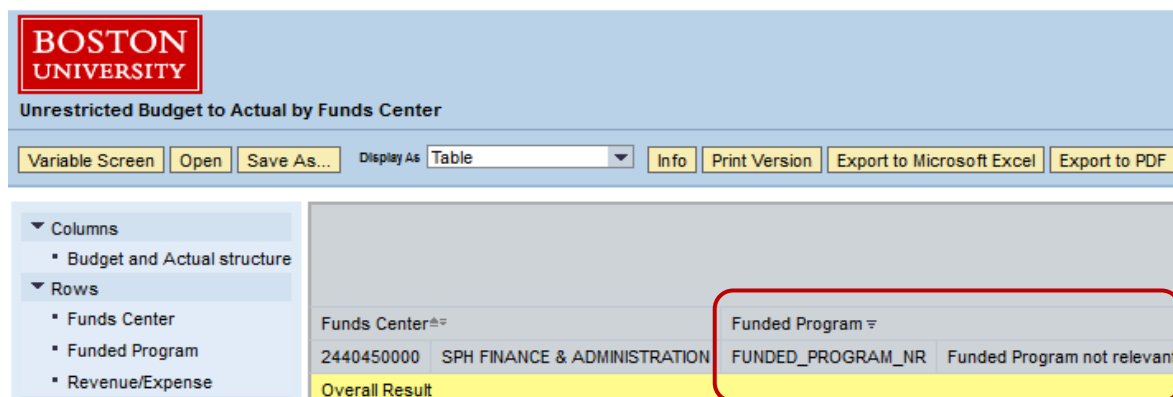 BOSTON
UNIVERSITY
Unrestricted Budget to Actual by Funds Center
Variable Screen Open Save As... Display As Table Info Print Version Export to Microsoft Excel Export to PDF
Columns
Budget and Actual structure
Rows
Funds Center
Funded Program
Revenue/Expense
Funds Center Funded Program
2440450000 SPH FINANCE & ADMINISTRATION FUNDED_PROGRAM_NR Funded Program not relevant
Overall Result